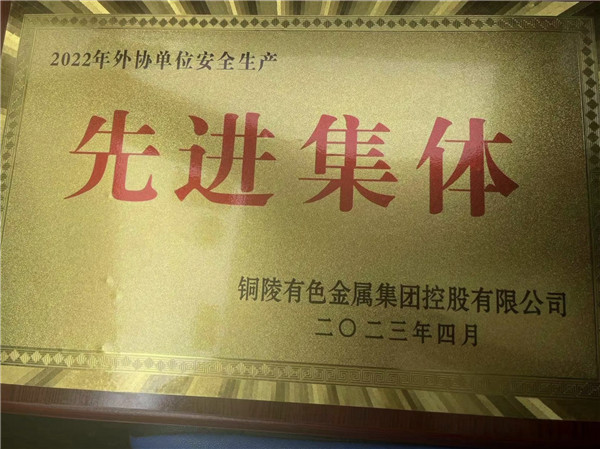 2022年外协单位安全生产
先进集体
铜陵有色金属集团控股有限公司
二〇二三年四月